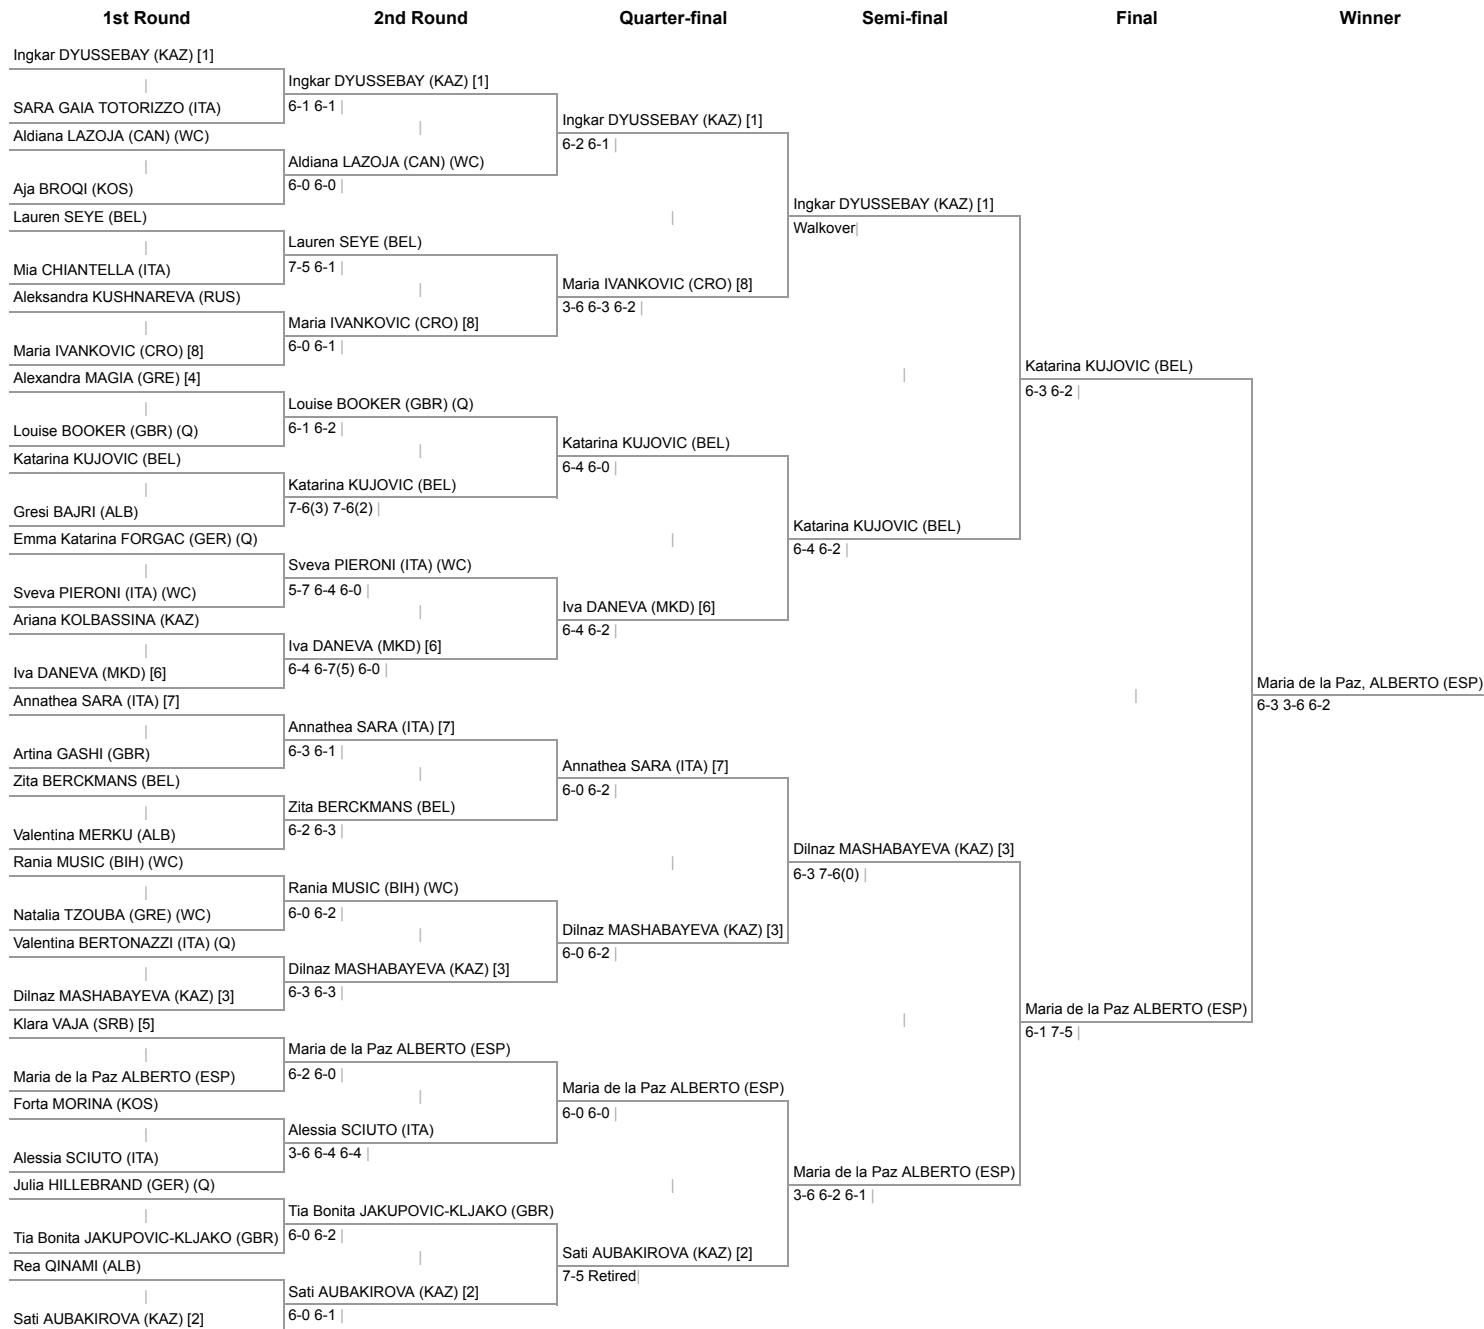 1st Round
2nd Round
Quarter-final
Semi-final
Final
Winner
Ingkar DYUSSEBAY (KAZ) [1]
SARA GAIA TOTORIZZO (ITA)
Aldiana LAZOJA (CAN) (WC)
Aja BROQI (KOS)
Lauren SEYE (BEL)
Mia CHIANTELLA (ITA)
Aleksandra KUSHNAREVA (RUS)
Maria IVANKOVIC (CRO) [8]
Alexandra MAGIA (GRE) [4]
Louise BOOKER (GBR) (Q)
Katarina KUJOVIC (BEL)
Gresi BAJRI (ALB)
Emma Katarina FORGAC (GER) (Q)
Sveva PIERONI (ITA) (WC)
Ariana KOLBASSINA (KAZ)
Iva DANEVA (MKD) [6]
Annathea SARA (ITA) [7]
Artina GASHI (GBR)
Zita BERCKMANS (BEL)
Valentina MERKU (ALB)
Rania MUSIC (BIH) (WC)
Natalia TZOUBA (GRE) (WC)
Valentina BERTONAZZI (ITA) (Q)
Dilnaz MASHABAYEVA (KAZ) [3]
Klara VAJA (SRB) [5]
Maria de la Paz ALBERTO (ESP)
Forta MORINA (KOS)
Alessia SCIUTO (ITA)
Julia HILLEBRAND (GER) (Q)
Tia Bonita JAKUPOVIC-KLJAKO (GBR)
Rea QINAMI (ALB)
Sati AUBAKIROVA (KAZ) [2]
Ingkar DYUSSEBAY (KAZ) [1]
6-1 6-1
Aldiana LAZOJA (CAN) (WC)
6-0 6-0
Lauren SEYE (BEL)
7-5 6-1
Maria IVANKOVIC (CRO) [8]
6-0 6-1
Louise BOOKER (GBR) (Q)
6-1 6-2
Katarina KUJOVIC (BEL)
7-6(3) 7-6(2)
Sveva PIERONI (ITA) (WC)
5-7 6-4 6-0
Iva DANEVA (MKD) [6]
6-4 6-7(5) 6-0
Annathea SARA (ITA) [7]
6-3 6-1
Zita BERCKMANS (BEL)
6-2 6-3
Rania MUSIC (BIH) (WC)
6-0 6-2
Dilnaz MASHABAYEVA (KAZ) [3]
6-3 6-3
Maria de la Paz ALBERTO (ESP)
6-2 6-0
Alessia SCIUTO (ITA)
3-6 6-4 6-4
Tia Bonita JAKUPOVIC-KLJAKO (GBR)
6-0 6-2
Sati AUBAKIROVA (KAZ) [2]
6-0 6-1
Ingkar DYUSSEBAY (KAZ) [1]
6-2 6-1
Maria IVANKOVIC (CRO) [8]
3-6 6-3 6-2
Katarina KUJOVIC (BEL)
6-4 6-0
Iva DANEVA (MKD) [6]
6-4 6-2
Annathea SARA (ITA) [7]
6-0 6-2
Dilnaz MASHABAYEVA (KAZ) [3]
6-0 6-2
Maria de la Paz ALBERTO (ESP)
6-0 6-0
Sati AUBAKIROVA (KAZ) [2]
7-5 Retired
Ingkar DYUSSEBAY (KAZ) [1]
Walkover
Katarina KUJOVIC (BEL)
6-4 6-2
Dilnaz MASHABAYEVA (KAZ) [3]
6-3 7-6(0)
Maria de la Paz ALBERTO (ESP)
3-6 6-2 6-1
Katarina KUJOVIC (BEL)
6-3 6-2
Maria de la Paz ALBERTO (ESP)
6-1 7-5
Maria de la Paz, ALBERTO (ESP)
6-3 3-6 6-2